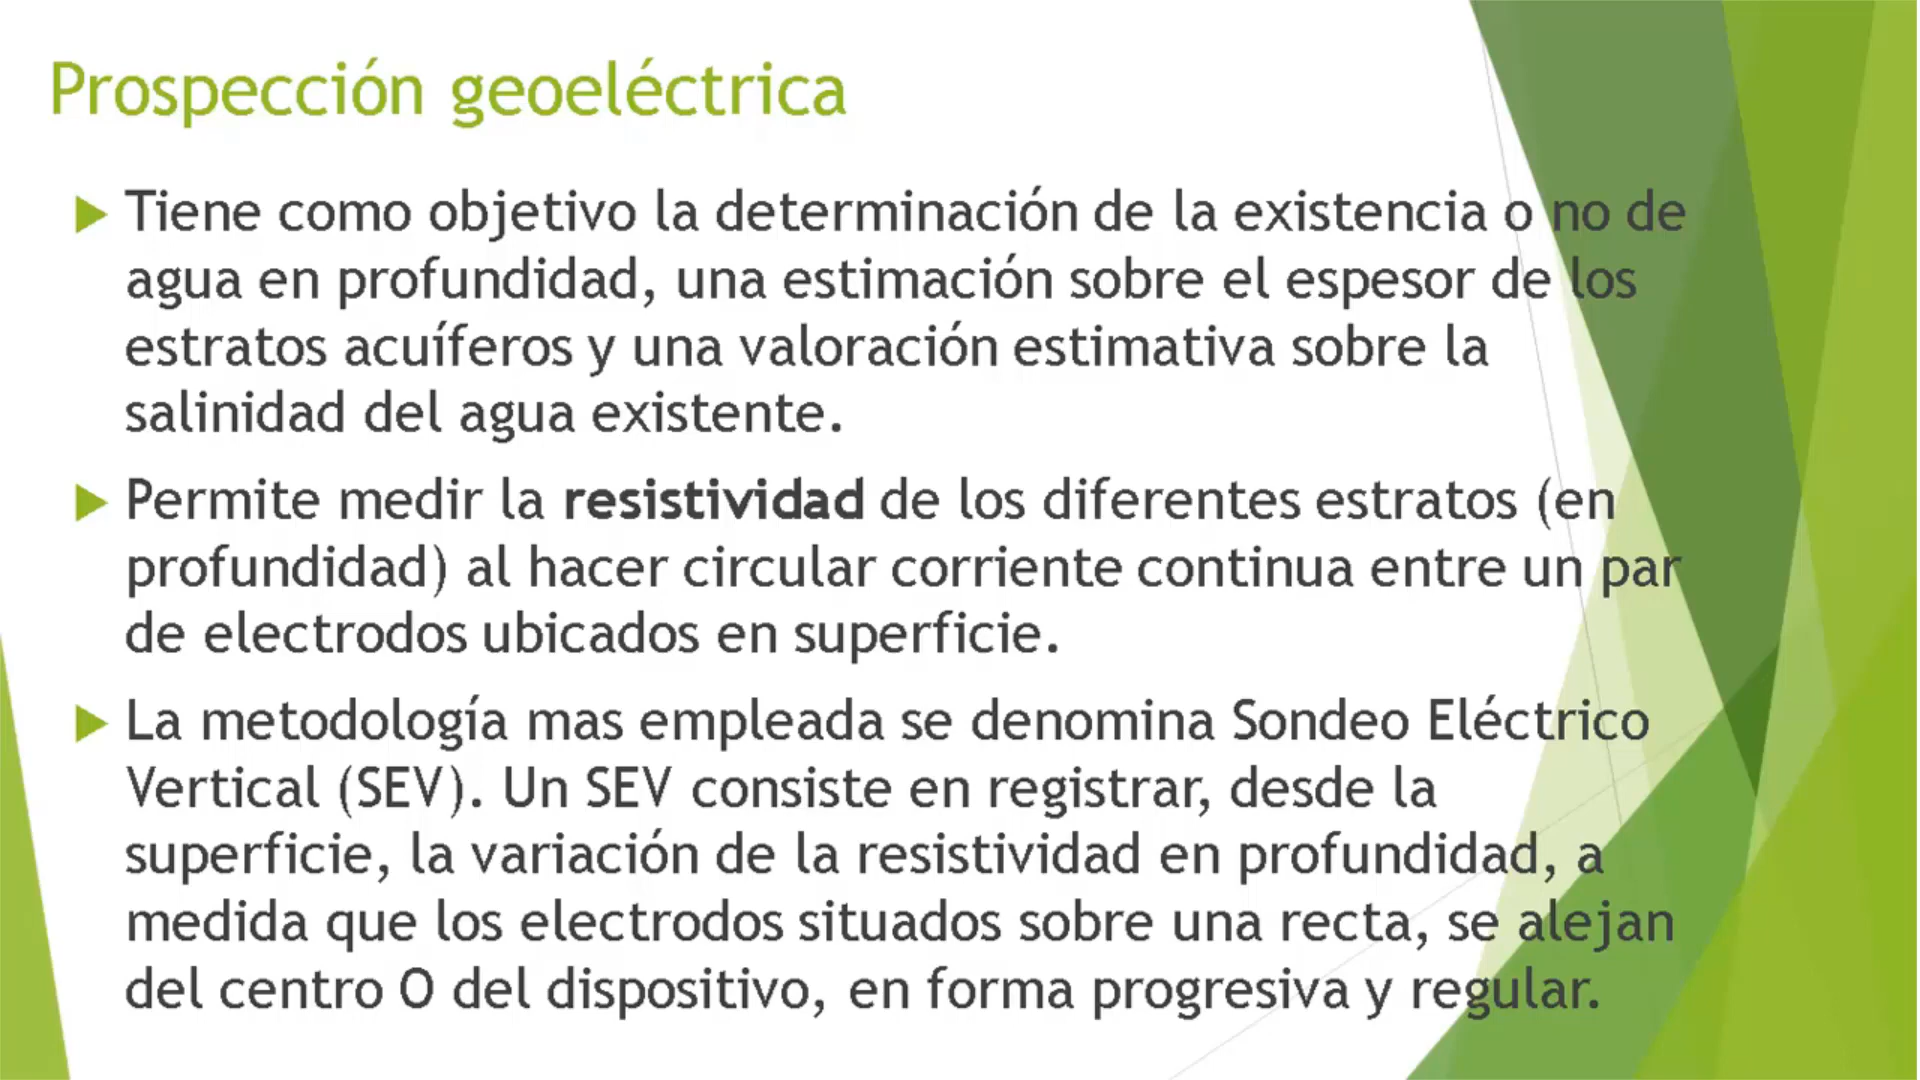 Prospección geoeléctrica
Tiene como objetivo la determinación de la existencia o no de
agua en profundidad, una estimación sobre el espesor de los
estratos acuíferos y una valoración estimativa sobre la
salinidad del agua existente.
Permite medir la resistividad de los diferentes estratos (en
profundidad) al hacer circular corriente continua entre un par
de electrodos ubicados en superficie.
La metodología mas empleada se denomina Sondeo Eléctrico
Vertical (SEV). Un SEV consiste en registrar, desde la
superficie, la variación de la resistividad en profundidad, a
medida que los electrodos situados sobre una recta, se alejan
del centro O del dispositivo, en forma progresiva y regular.